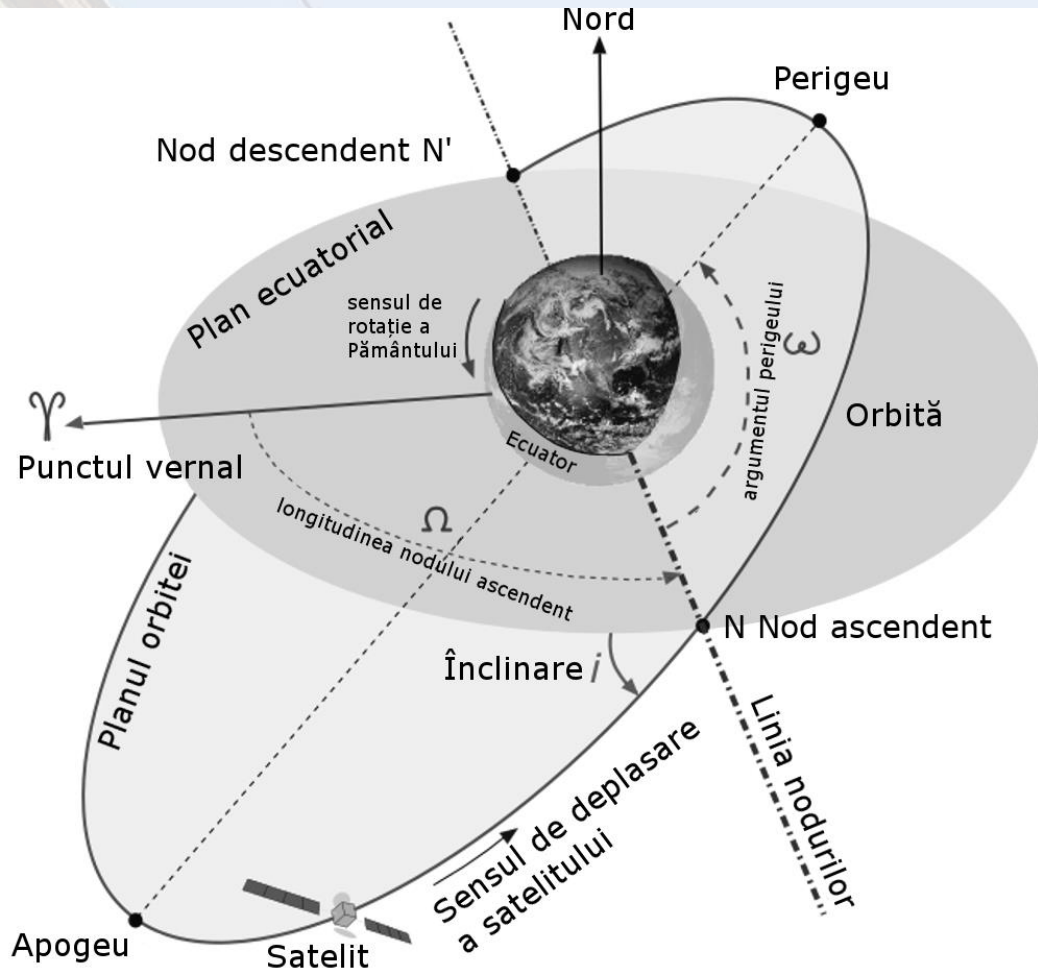 Nord
Perigeu
Nod descendent N'
Plan ecuatorial
sensul de
rotație a
Pământului
ω
argumentul perigeului
Orbită
♈
Punctul vernal
Ecuator
Ω
longitudinea nodului ascendent
N Nod ascendent
Planul orbitei
Înclinare i
Linia nodurilor
Sensul de deplasare
a satelitului
Apogeu
Satelit